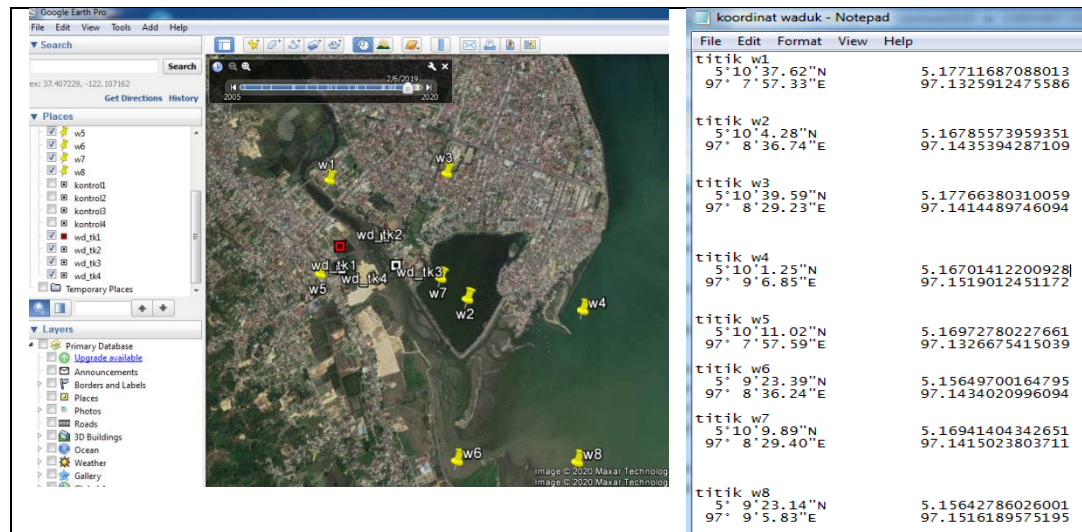 Google Earth Pro
File Edit View Tools Add Help
▼ Search
Search
ex: 37.407229, -122.107162
Get Directions History
▼ Places
w5
w6
w7
w8
kontrol1
kontrol2
kontrol3
kontrol4
wd_tk1
wd_tk2
wd_tk3
wd_tk4
Temporary Places
▼ Layers
Primary Database
Upgrade available
Announcements
Borders and Labels
Places
Photos
Roads
3D Buildings
Ocean
Weather
Gallery
2/6/2019
2005 2020
w1
w3
wd_tk2
wd_tk1
wd_tk3
wd_tk4
w5
w7
w2
w4
w6
w8
Image © 2020 Maxar Technolog
Image © 2020 Maxar Technolog
koordinat waduk - Notepad
File Edit Format View Help
titik w1
5°10'37.62"N 5.17711687088013
97° 7'57.33"E 97.1325912475586
titik w2
5°10'4.28"N 5.16785573959351
97° 8'36.74"E 97.1435394287109
titik w3
5°10'39.59"N 5.17766380310059
97° 8'29.23"E 97.1414489746094
titik w4
5°10'1.25"N 5.16701412200928
97° 9'6.85"E 97.1519012451172
titik w5
5°10'11.02"N 5.16972780227661
97° 7'57.59"E 97.1326675415039
titik w6
5° 9'23.39"N 5.15649700164795
97° 8'36.24"E 97.1434020996094
titik w7
5°10'9.89"N 5.16941404342651
97° 8'29.40"E 97.1415023803711
titik w8
5° 9'23.14"N 5.15642786026001
97° 9'5.83"E 97.1516189575195